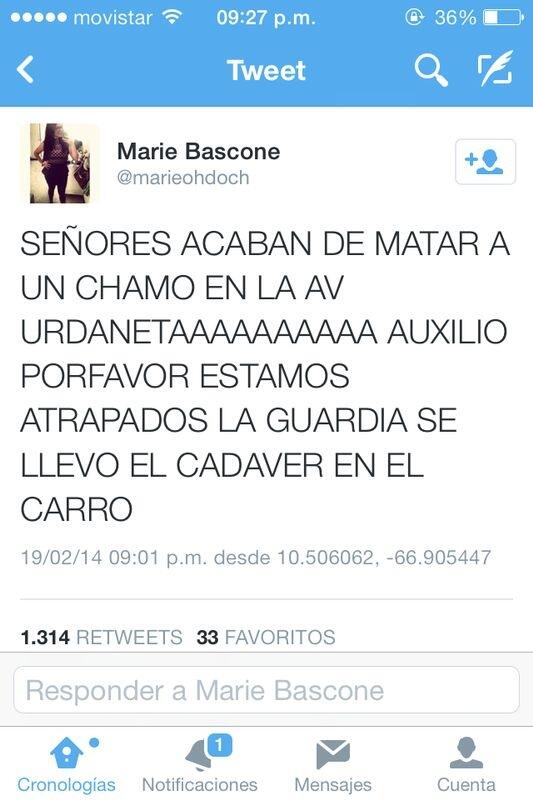 movistar 09:27 p.m. 36%
Tweet
Marie Bascone
@marieohdoch
SEÑORES ACABAN DE MATAR A
UN CHAMO EN LA AV
URDANETAAAAAAAAAA AUXILIO
PORFAVOR ESTAMOS
ATRAPADOS LA GUARDIA SE
LLEVO EL CADAVER EN EL
CARRO
19/02/14 09:01 p.m. desde 10.506062, -66.905447
1.314 RETWEETS 33 FAVORITOS
Responder a Marie Bascone
1
Cronologías Notificaciones Mensajes Cuenta